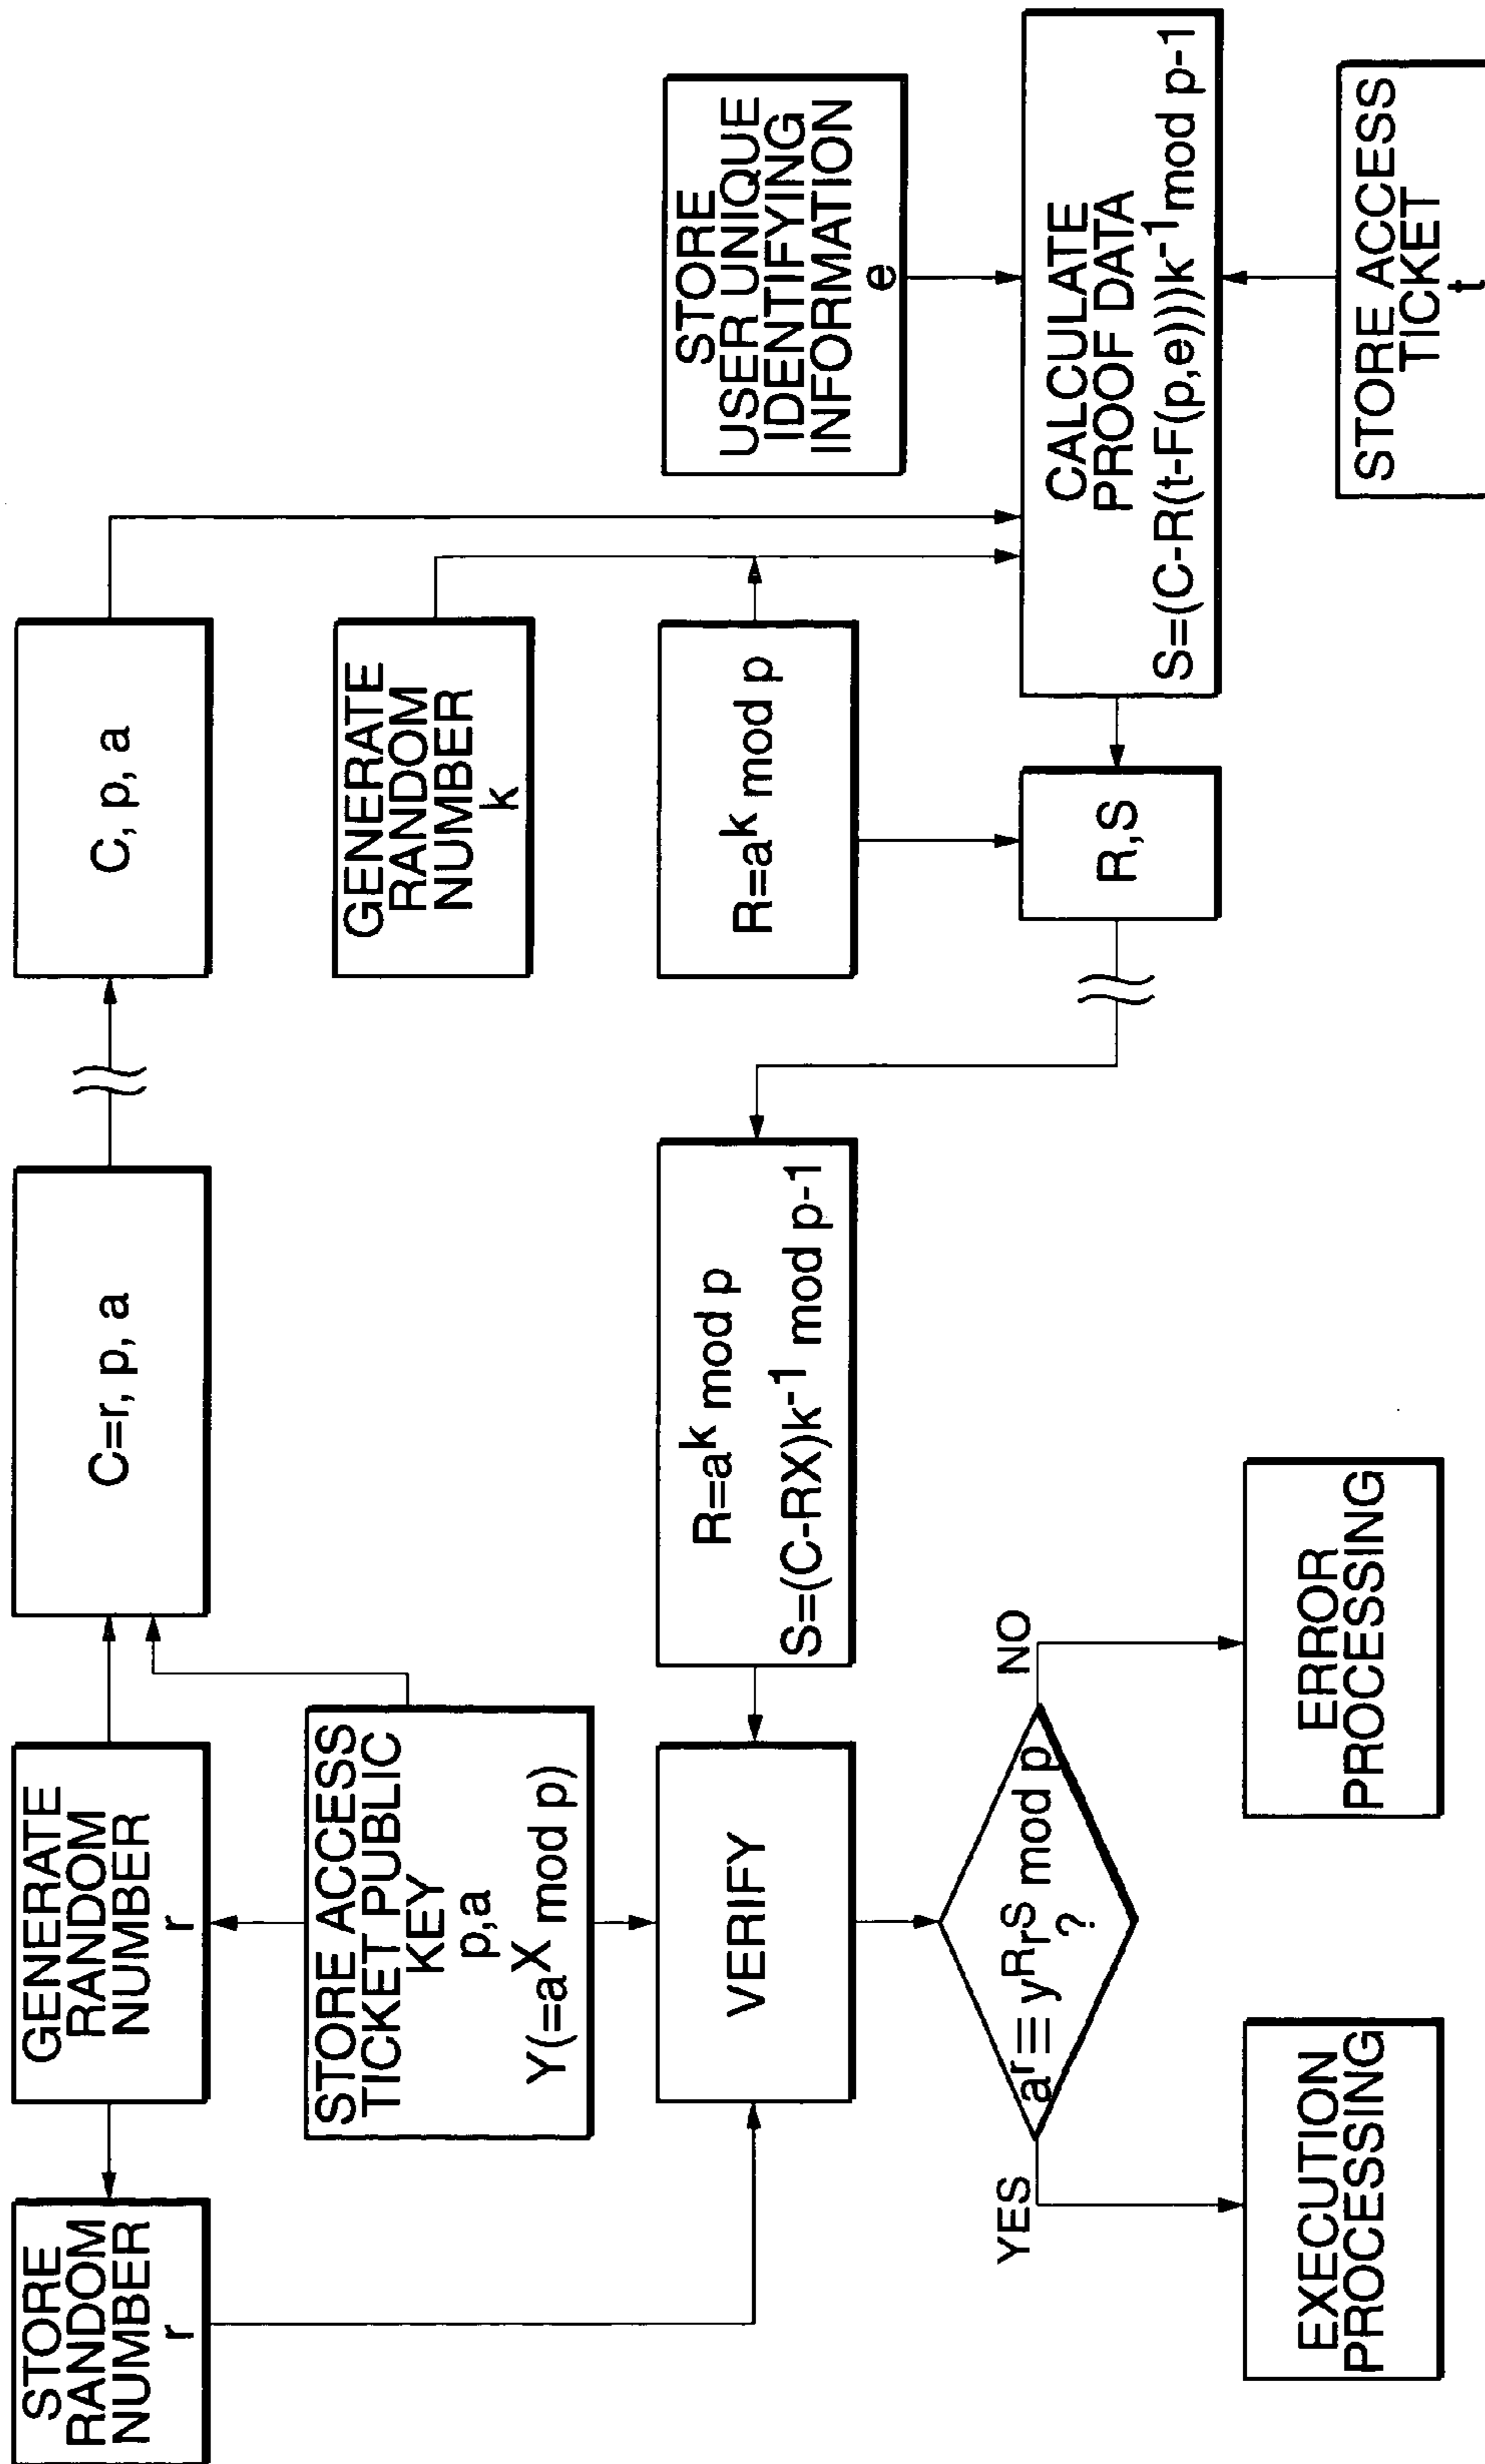 STORE
RANDOM
NUMBER
r
GENERATE
RANDOM
NUMBER
r
C=r, p, a
C, p, a
STORE ACCESS
TICKET PUBLIC
KEY
p,a
Y(=a^X mod p)
GENERATE
RANDOM
NUMBER
k
VERIFY
R=a^k mod p
S=(C-RX)k^-1 mod p-1
R=a^k mod p
STORE
USER UNIQUE
IDENTIFYING
INFORMATION
e
YES
a^r≡y^Rr^S mod p
?
NO
R,S
CALCULATE
PROOF DATA
S=(C-R(t-F(p,e)))k^-1mod p-1
EXECUTION
PROCESSING
ERROR
PROCESSING
STORE ACCESS
TICKET
t